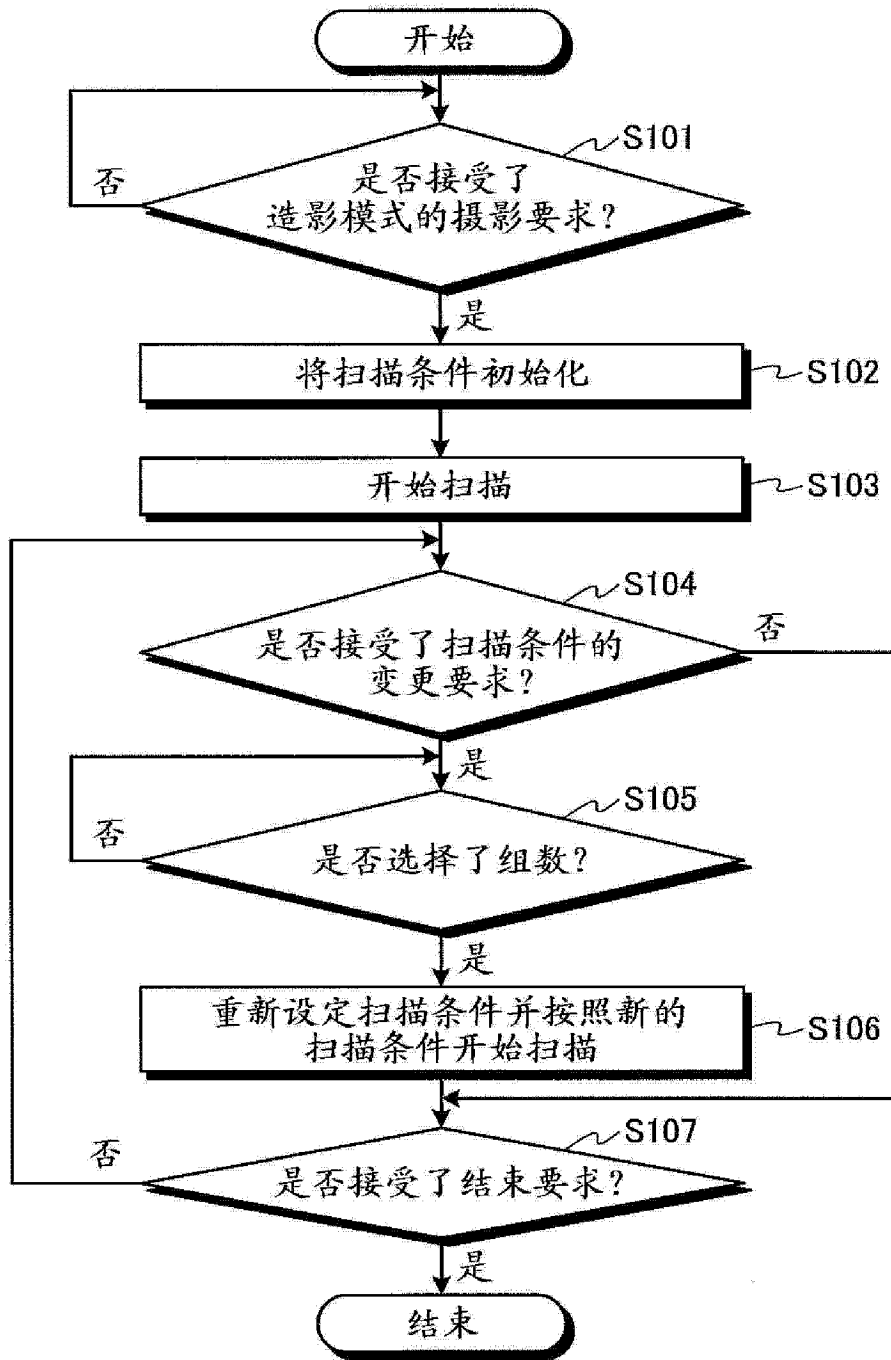 开始
S101
是否接受了
造影模式的摄影要求?
否
是
将扫描条件初始化
S102
开始扫描
S103
S104
是否接受了扫描条件的
变更要求?
否
是
S105
是否选择了组数?
否
是
重新设定扫描条件并按照新的
扫描条件开始扫描
S106
S107
是否接受了结束要求?
否
是
结束